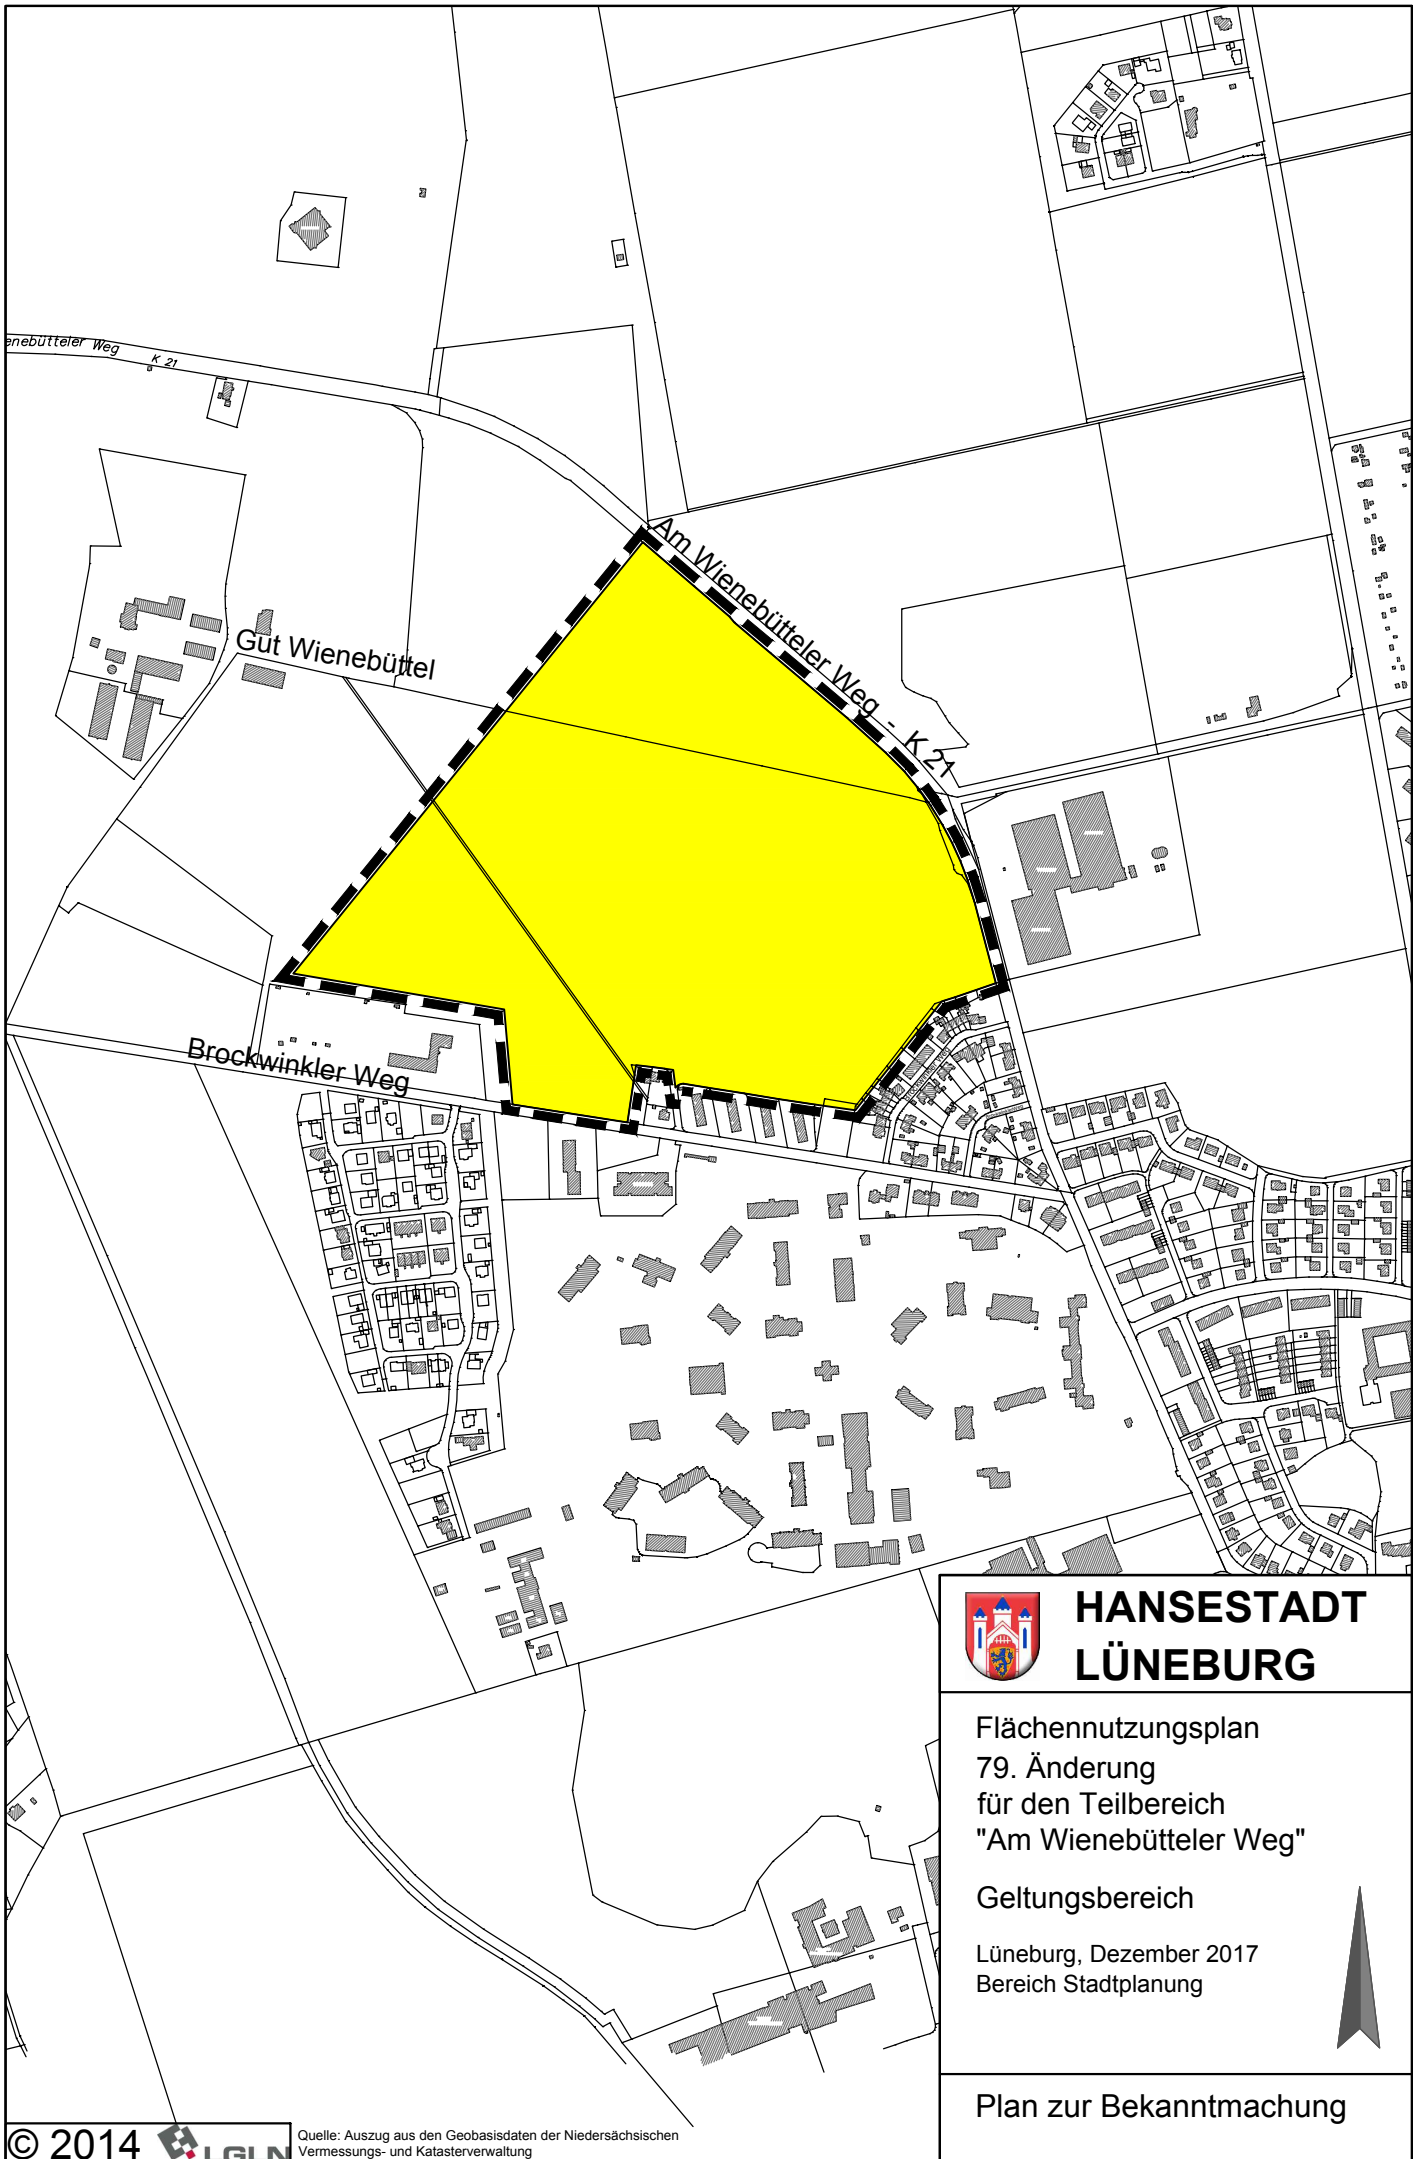 enebütteler Weg
K 21
Am Wienebütteler Weg - K 21
Gut Wienebüttel
Brockwinkler Weg
HANSESTADT
LÜNEBURG
Flächennutzungsplan
79. Änderung
für den Teilbereich
"Am Wienebütteler Weg"
Geltungsbereich
Lüneburg, Dezember 2017
Bereich Stadtplanung
Plan zur Bekanntmachung
© 2014 LGLN
Quelle: Auszug aus den Geobasisdaten der Niedersächsischen
Vermessungs- und Katasterverwaltung